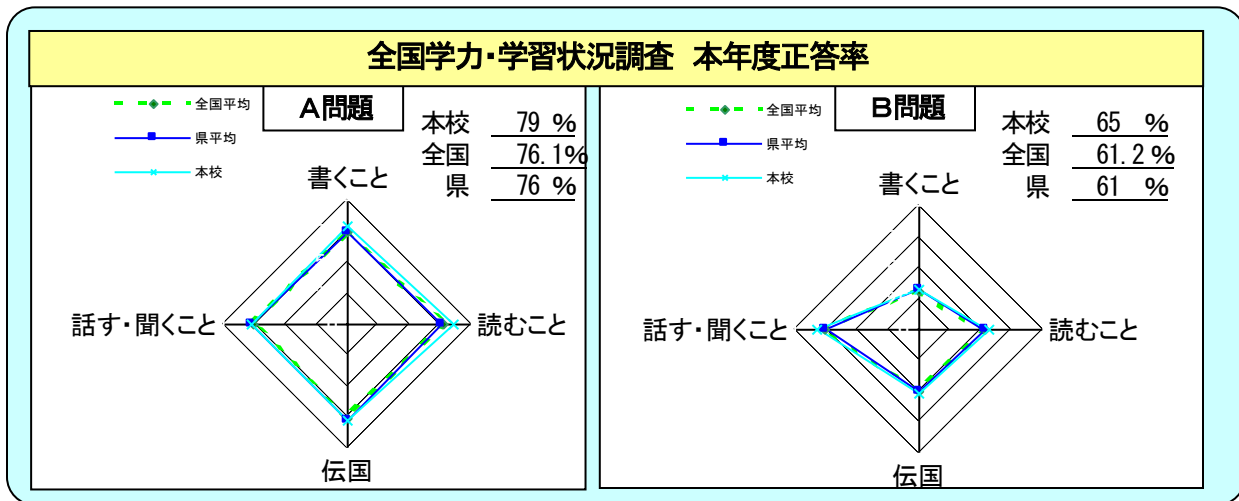 全国学力・学習状況調査 本年度正答率
全国平均
県平均
本校
A問題
本校 79 %
全国 76.1%
県 76 %
書くこと
話す・聞くこと
読むこと
伝国
全国平均
県平均
本校
B問題
本校 65 %
全国 61.2 %
県 61 %
書くこと
話す・聞くこと
読むこと
伝国